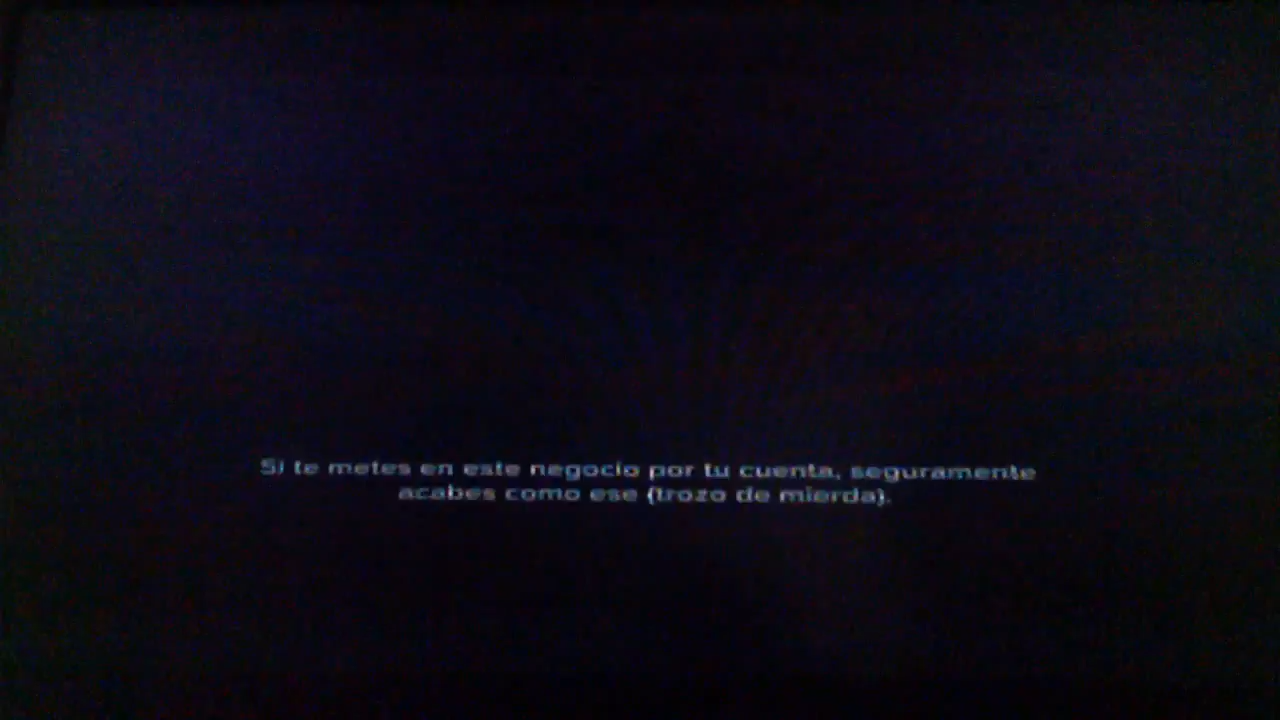 Si te metes en este negocio por tu cuenta, seguramente
acabes como ese (trozo de mierda).